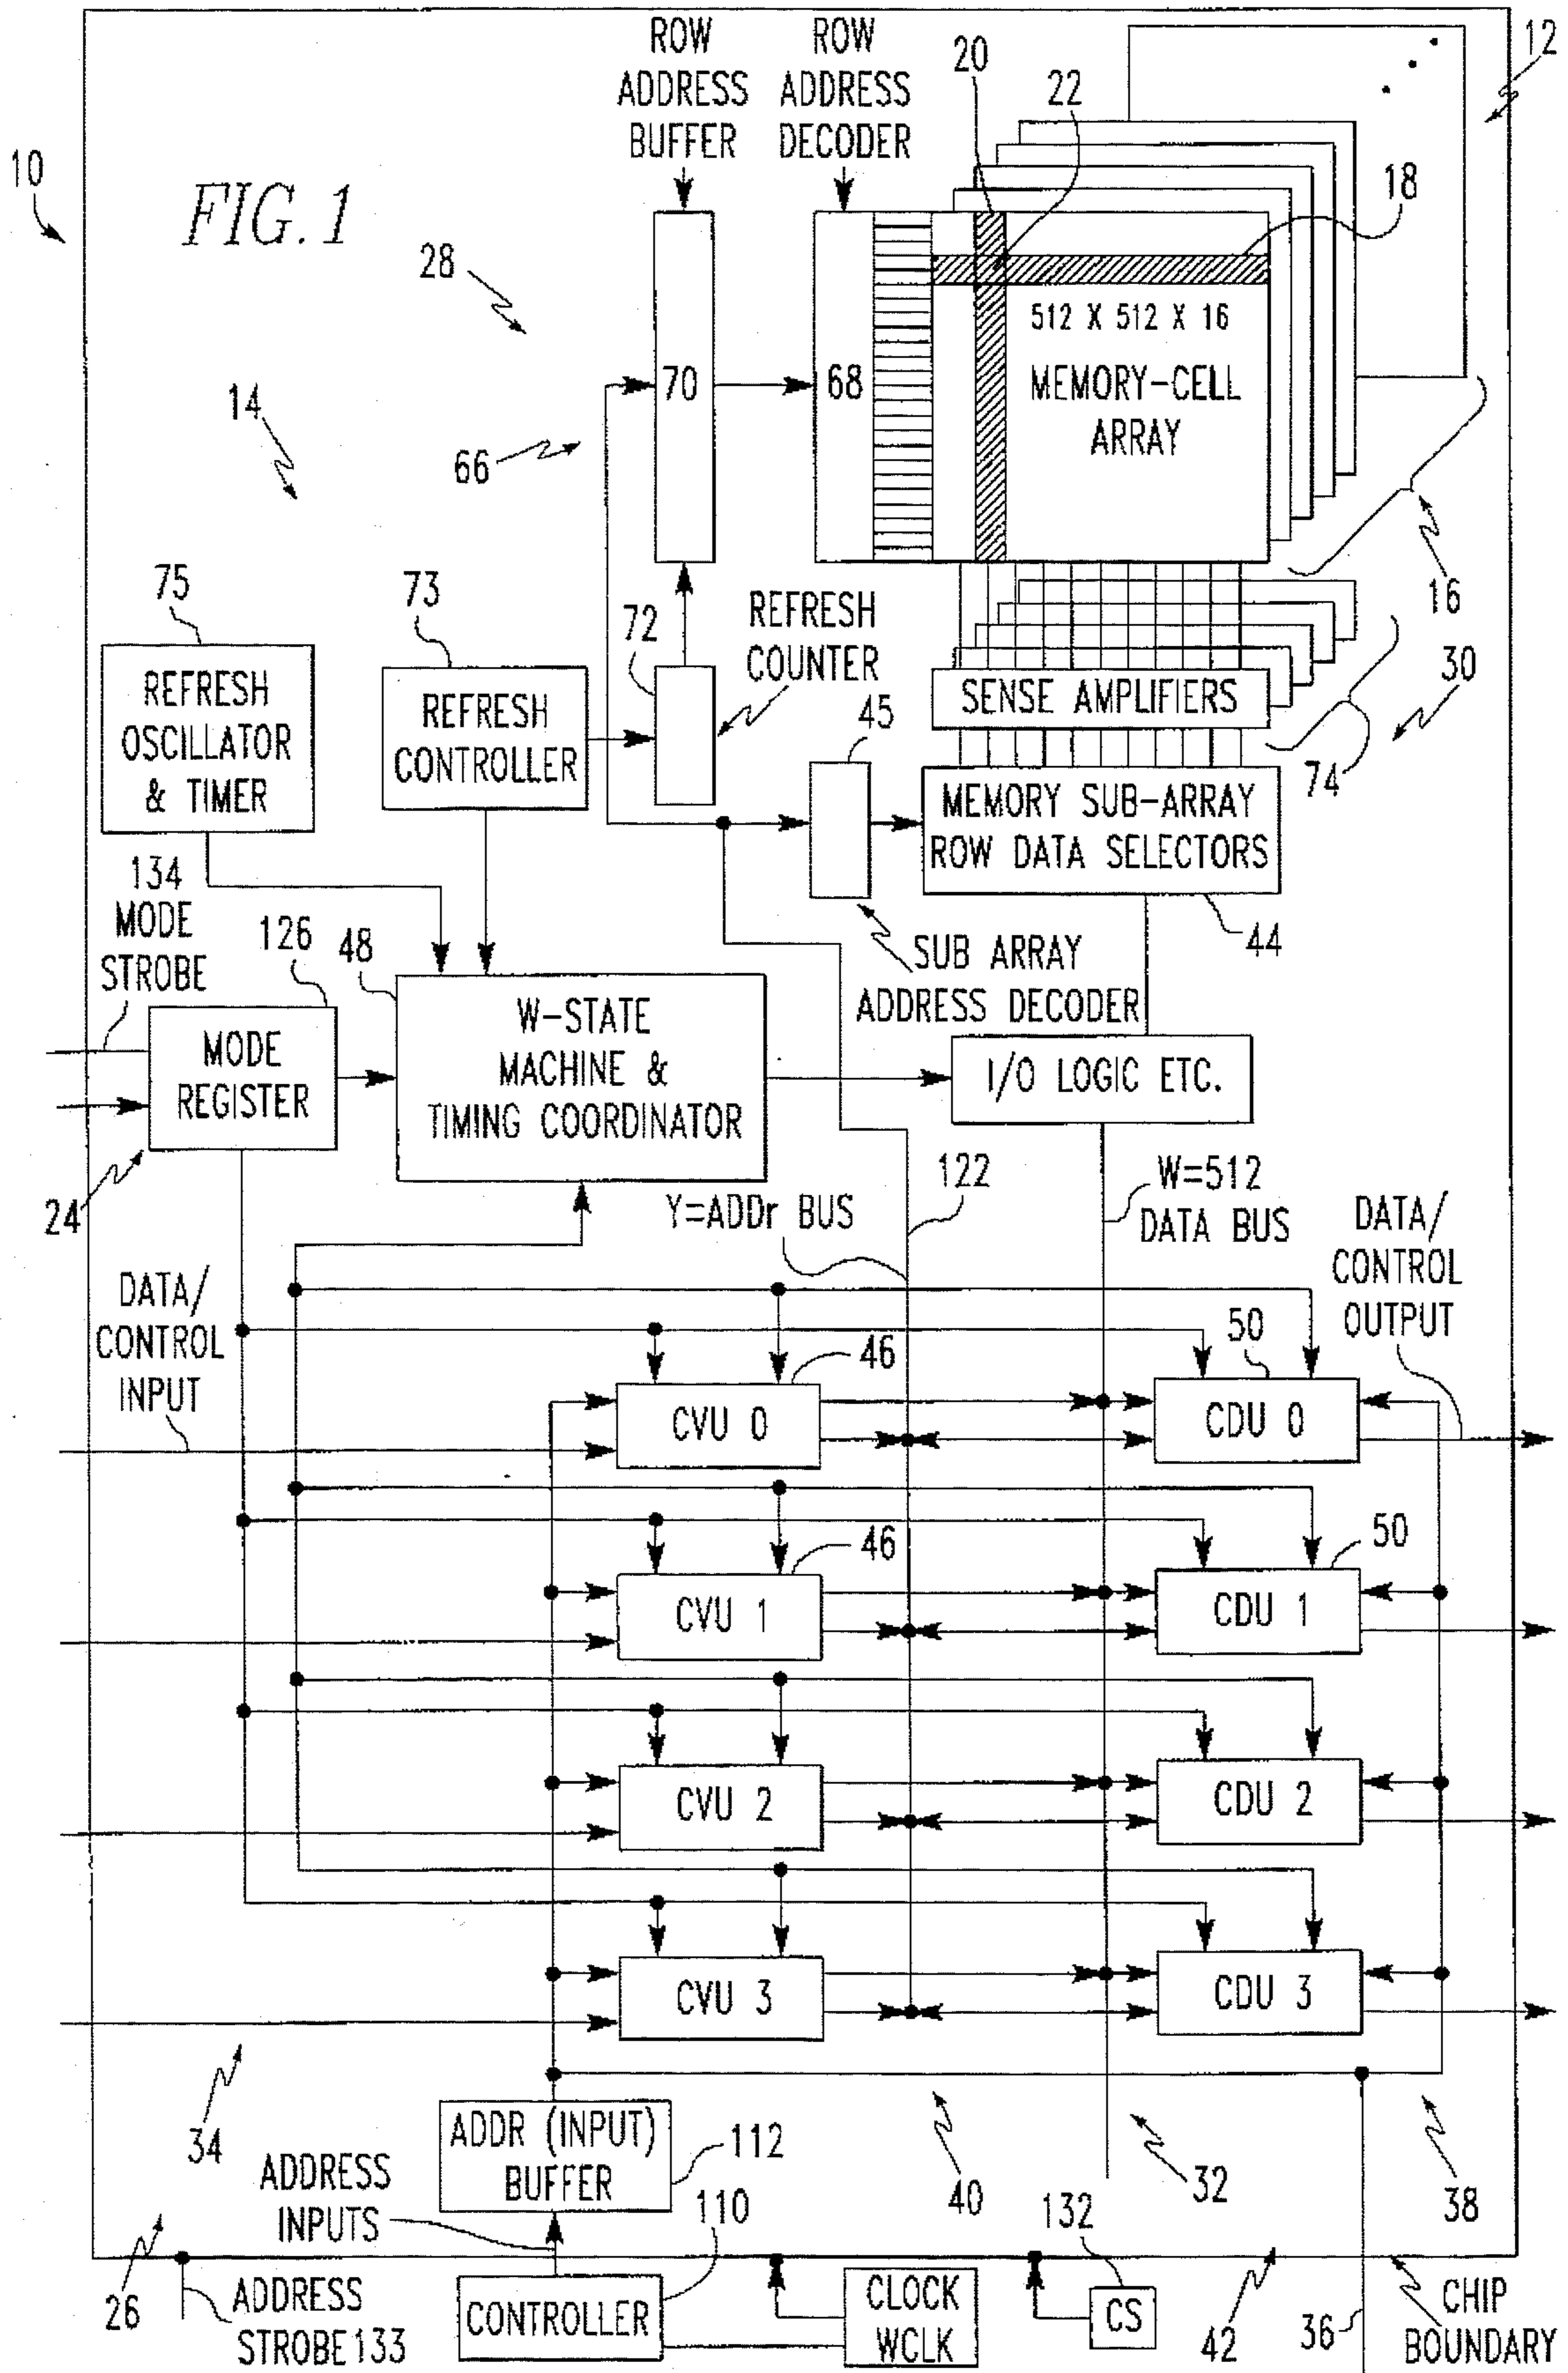 FIG. 1
10
ROW
ADDRESS
BUFFER
ROW
ADDRESS
DECODER
20
22
12
18
28
14
66
70
68
512 X 512 X 16
MEMORY-CELL
ARRAY
16
75
73
72
REFRESH
COUNTER
REFRESH
OSCILLATOR
& TIMER
REFRESH
CONTROLLER
45
SENSE AMPLIFIERS
30
74
MEMORY SUB-ARRAY
ROW DATA SELECTORS
44
134
MODE
STROBE
126
48
SUB ARRAY
ADDRESS DECODER
MODE
REGISTER
W-STATE
MACHINE &
TIMING COORDINATOR
I/O LOGIC ETC.
24
Y=ADDr BUS
122
W=512
DATA BUS
DATA/
CONTROL
OUTPUT
DATA/
CONTROL
INPUT
46
50
CVU 0
CDU 0
46
50
CVU 1
CDU 1
CVU 2
CDU 2
CVU 3
CDU 3
34
ADDR (INPUT)
BUFFER
112
40
32
38
ADDRESS
INPUTS
110
132
26
ADDRESS
STROBE 133
CONTROLLER
CLOCK
WCLK
CS
42
36
CHIP
BOUNDARY